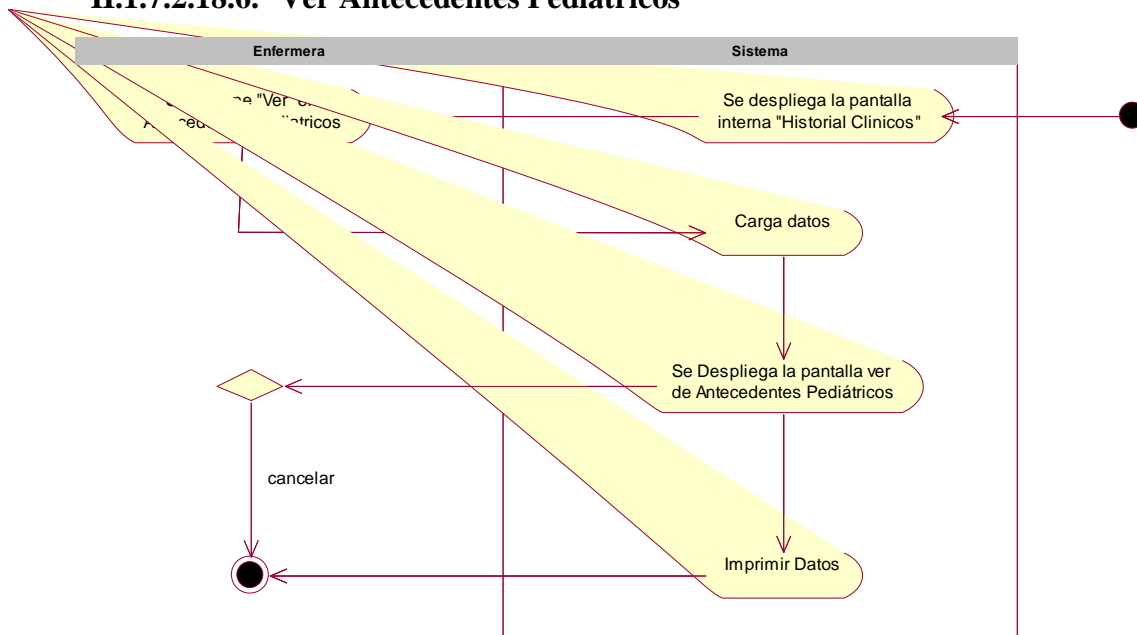 II.1.7.2.18.6. Ver Antecedentes Pediátricos
Enfermera
Sistema
"Ver"
Se despliega la pantalla
interna "Historial Clinicos"
Carga datos
Se Despliega la pantalla ver
de Antecedentes Pediátricos
cancelar
Imprimir Datos